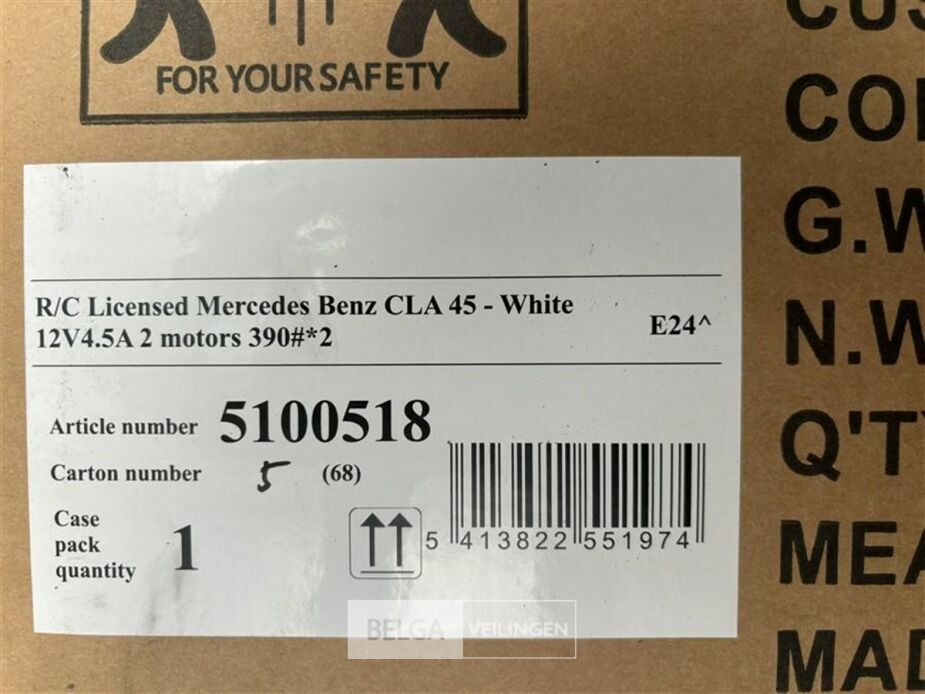 FOR YOUR SAFETY
R/C Licensed Mercedes Benz CLA 45 - White
12V4.5A 2 motors 390#*2
E24^
Article number 5100518
Carton number 5 (68)
Case
pack
quantity
1
5 413822 551974
BELGA VEILINGEN
G.W
N.W
Q'TY
MEA
MAD